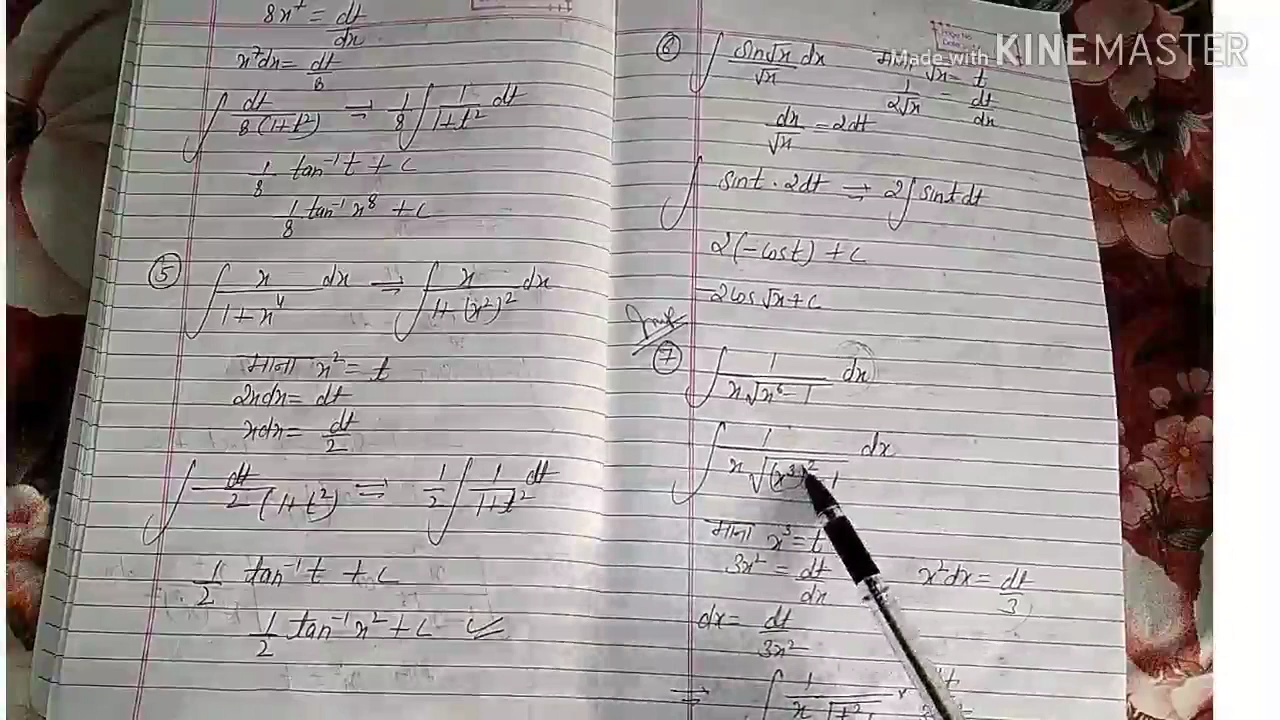 8x⁷ = dt/dx
x⁷dx = dt/8
∫ dt/8(1+t²) ⇒ 1/8 ∫ 1/1+t² dt
1/8 tan⁻¹t + c
1/8 tan⁻¹x⁸ + c
⑤ ∫ x/1+x⁴ dx ⇒ ∫ x/1+(x²)² dx
माना x² = t
2xdx = dt
xdx = dt/2
∫ dt/2(1+t²) ⇒ 1/2 ∫ 1/1+t² dt
1/2 tan⁻¹t + c
1/2 tan⁻¹x² + c
Made with KINEMASTER
⑥ ∫ sin√x/√x dx माना √x = t
1/2√x = dt/dx
dx/√x = 2dt
∫ sint · 2dt ⇒ 2∫ sint dt
2(-cost) + c
-2cos√x + c
⑦ ∫ 1/x√x⁶-1 dx
∫ 1/x√(x³)²-1 dx
माना x³ = t
3x² = dt/dx x²dx = dt/3
dx = dt/3x²
⇒ ∫ 1/x√t²-1